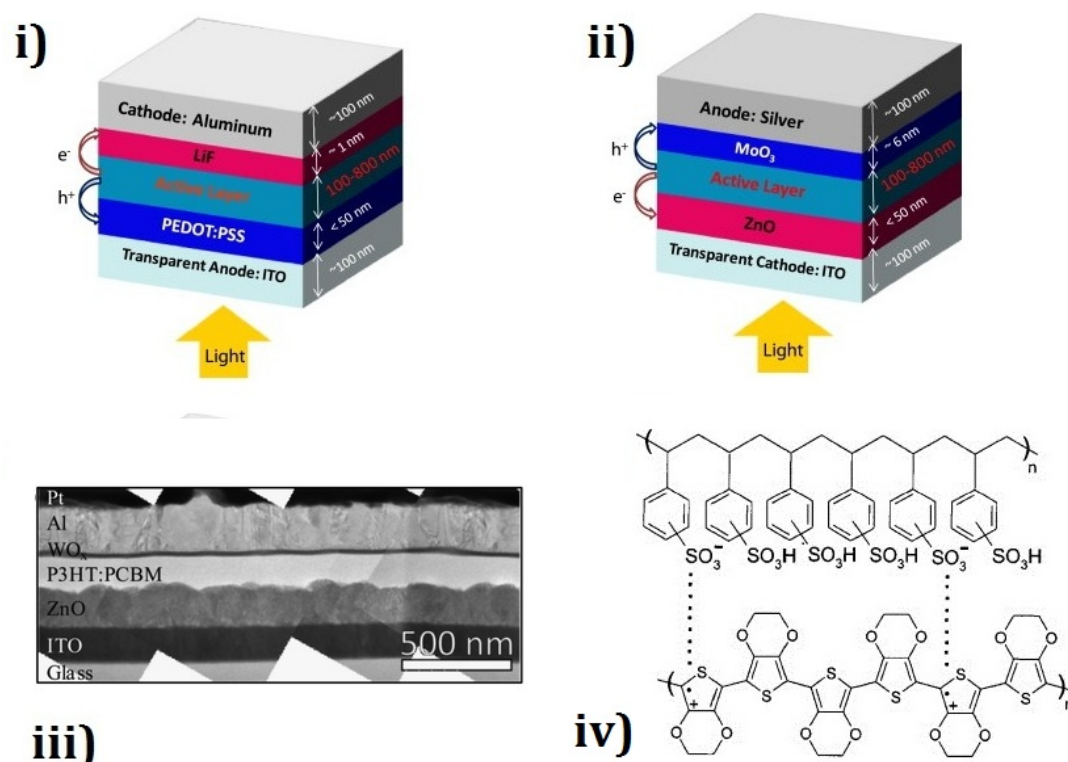 i)
Cathode: Aluminum
LiF
Active Layer
PEDOT:PSS
Transparent Anode: ITO
~100 nm
~ 1 nm
100-800 nm
< 50 nm
~100 nm
e-
h+
Light
ii)
Anode: Silver
MoO3
Active Layer
ZnO
Transparent Cathode: ITO
~100 nm
~ 6 nm
100-800 nm
< 50 nm
~100 nm
h+
e-
Light
Pt
Al
WOx
P3HT:PCBM
ZnO
ITO
Glass
500 nm
iii)
n
SO3- SO3H SO3H SO3H SO3- SO3H
O O O O
S S S S S S
+ +
O O O O O O
n
iv)